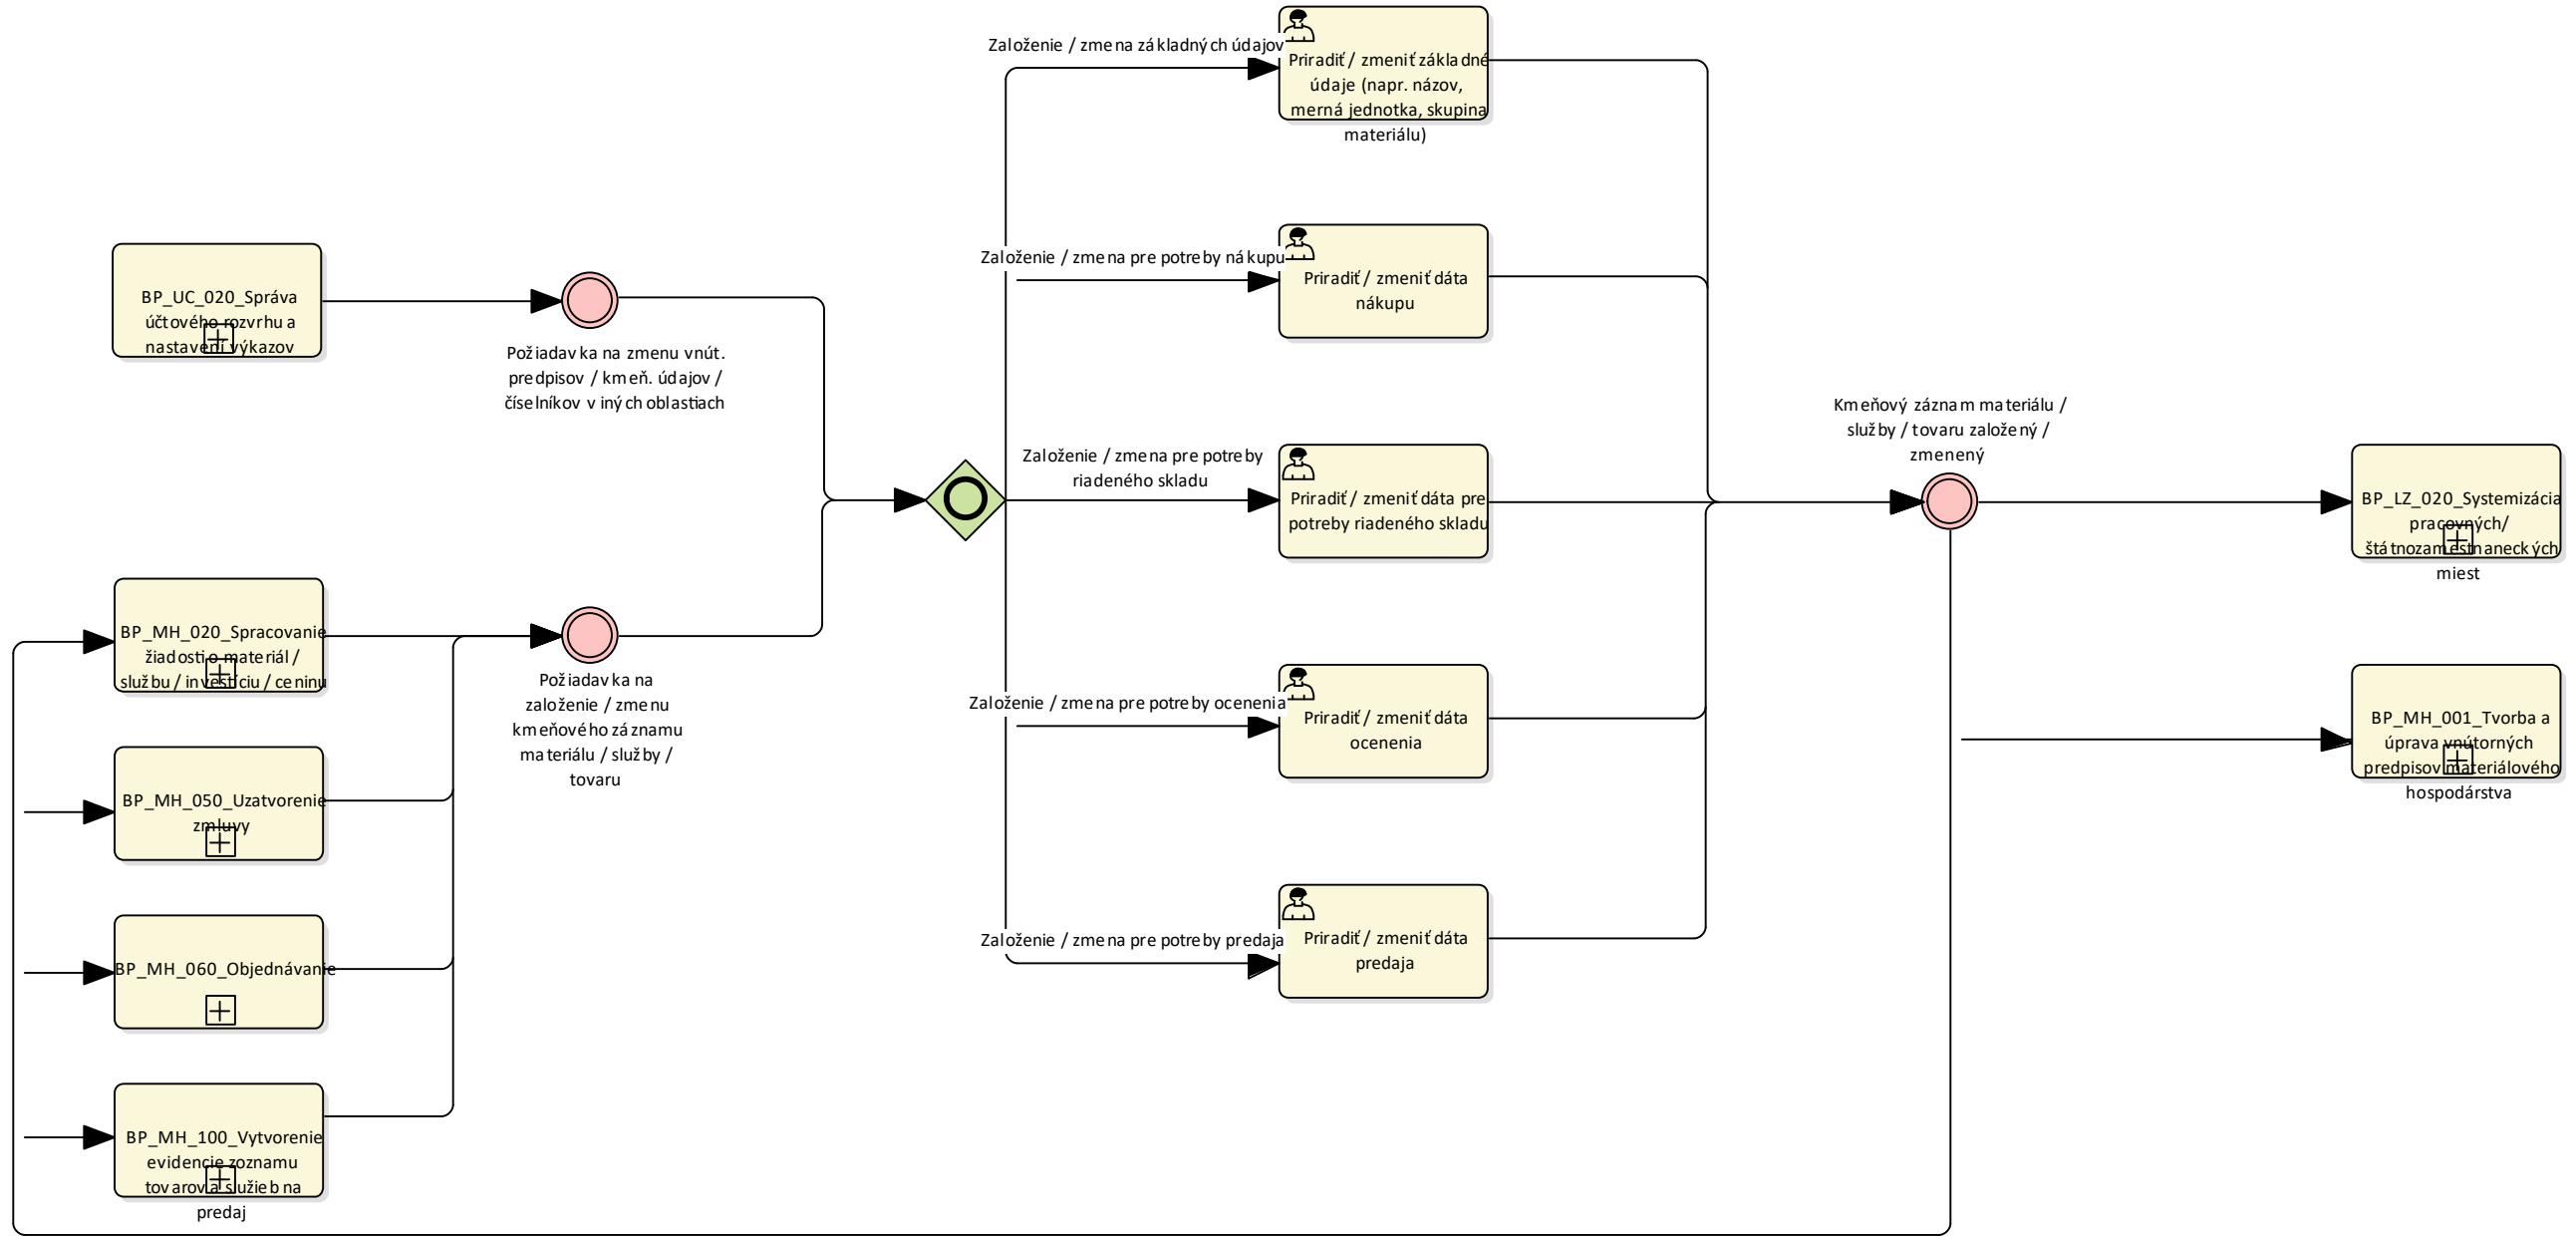 BP_UC_020_Správa
účtového rozvrhu a
nastavení výkazov
BP_MH_020_Spracovanie
žiadosti o materiál /
službu / investíciu / ceninu
BP_MH_050_Uzatvorenie
zmluvy
BP_MH_060_Objednávanie
BP_MH_100_Vytvorenie
evidencie zoznamu
tovarov a služieb na
predaj
Požiadavka na zmenu vnút.
predpisov / kmeň. údajov /
číselníkov v iných oblastiach
Požiadavka na
založenie / zmenu
kmeňového záznamu
materiálu / služby /
tovaru
Založenie / zmena základných údajov
Založenie / zmena pre potreby nákupu
Založenie / zmena pre potreby
riadeného skladu
Založenie / zmena pre potreby ocenenia
Založenie / zmena pre potreby predaja
Priradiť / zmeniť základné
údaje (napr. názov,
merná jednotka, skupina
materiálu)
Priradiť / zmeniť dáta
nákupu
Priradiť / zmeniť dáta pre
potreby riadeného skladu
Priradiť / zmeniť dáta
ocenenia
Priradiť / zmeniť dáta
predaja
Kmeňový záznam materiálu /
služby / tovaru založený /
zmenený
BP_LZ_020_Systemizácia
pracovných/
štátnozamestnaneckých
miest
BP_MH_001_Tvorba a
úprava vnútorných
predpisov materiálového
hospodárstva